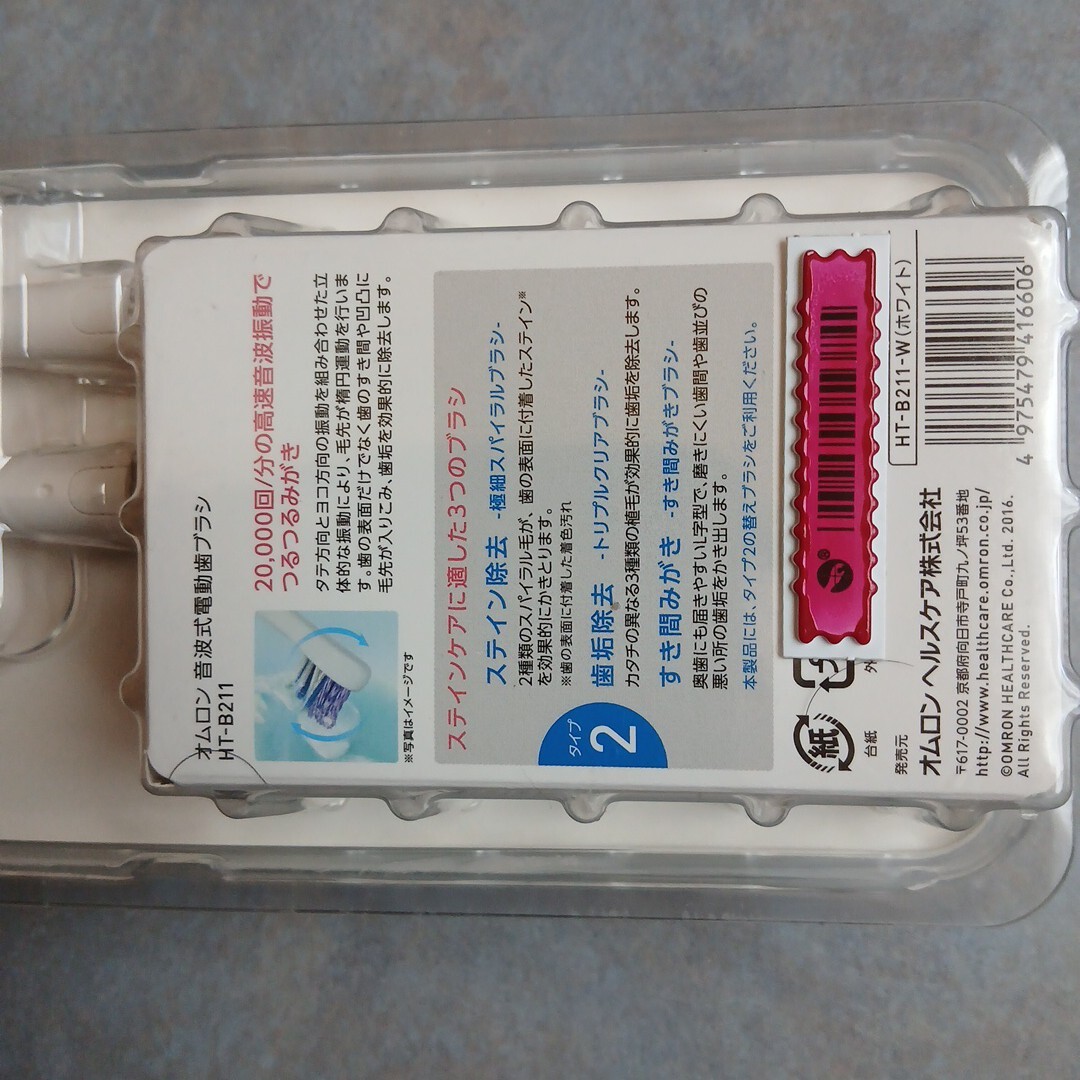 オムロン 音波式電動歯ブラシ
HT-B211
20,000回/分の高速音波振動で
つるつるみがき
タテ方向とヨコ方向の振動を組み合わせた立
体的な振動により、毛先が楕円運動を行いま
す。歯の表面だけでなく歯のすき間や凹凸に
毛先が入りこみ、歯垢を効果的に除去します。
※写真はイメージです
ステインケアに適した3つのブラシ
ステイン除去 -極細スパイラルブラシ-
2種類のスパイラル毛が、歯の表面に付着したステイン※
を効果的にかきとります。
※歯の表面に付着した着色汚れ
歯垢除去 -トリプルクリアブラシ-
カタチの異なる3種類の植毛が効果的に歯垢を除去します。
すき間みがき -すき間みがきブラシ-
奥歯にも届きやすいL字型で、磨きにくい歯間や歯並びの
悪い所の歯垢をかき出します。
本製品には、タイプ2の替えブラシをご利用ください。
タイプ
2
紙
台紙
外
HT-B211-W(ホワイト)
4 975479 416606
発売元
オムロン ヘルスケア株式会社
〒617-0002 京都府向日市寺戸町九ノ坪53番地
http://www.healthcare.omron.co.jp/
©OMRON HEALTHCARE Co.,Ltd. 2016.
All Rights Reserved.